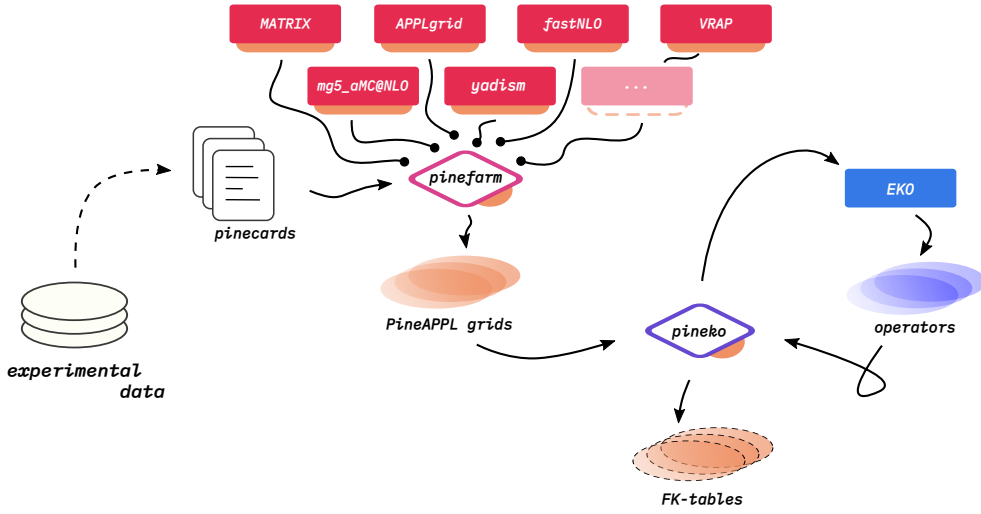 MATRIX
APPLgrid
fastNLO
VRAP
mg5_aMC@NLO
yadism
...
pinefarm
pinecards
EKO
PineAPPL grids
pineko
operators
experimental
data
FK-tables